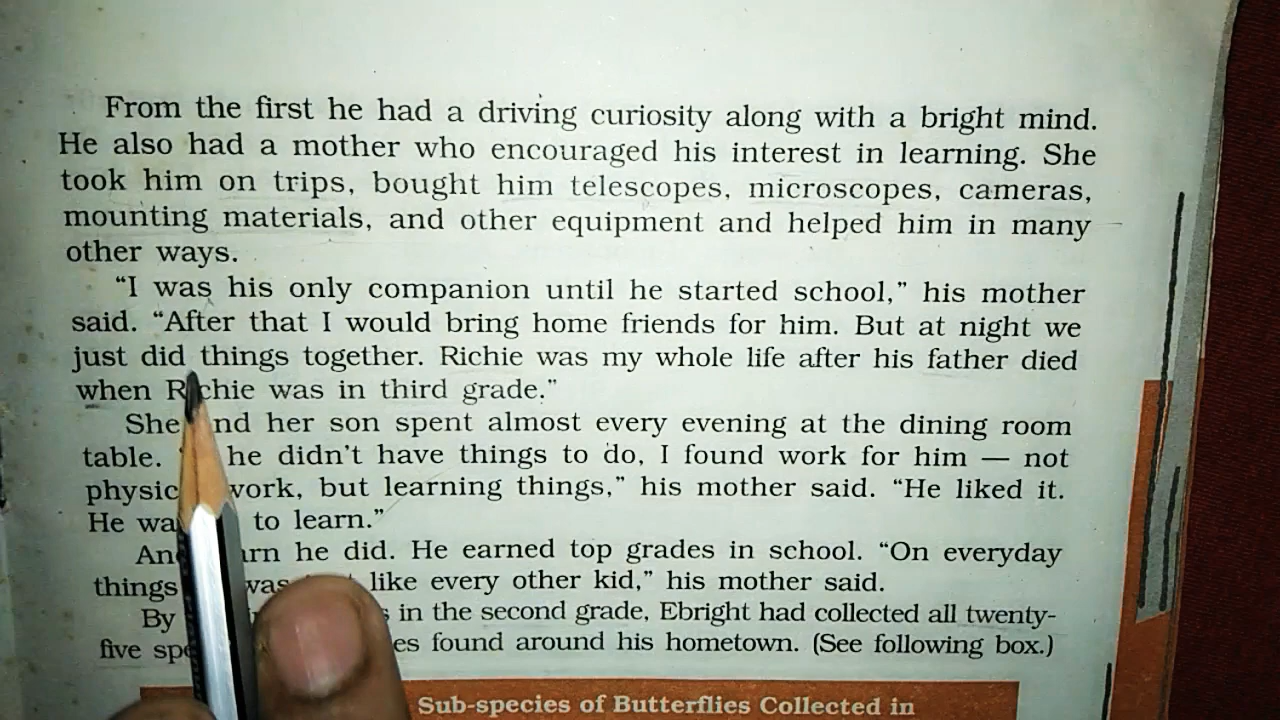 From the first he had a driving curiosity along with a bright mind.
He also had a mother who encouraged his interest in learning. She
took him on trips, bought him telescopes, microscopes, cameras,
mounting materials, and other equipment and helped him in many
other ways.
“I was his only companion until he started school,” his mother
said. “After that I would bring home friends for him. But at night we
just did things together. Richie was my whole life after his father died
when Richie was in third grade.”
She and her son spent almost every evening at the dining room
table. he didn't have things to do, I found work for him — not
work, but learning things,” his mother said. “He liked it.
He to learn.”
he did. He earned top grades in school. “On everyday
things was like every other kid,” his mother said.
By in the second grade, Ebright had collected all twenty-
five found around his hometown. (See following box.)
Sub-species of Butterflies Collected in